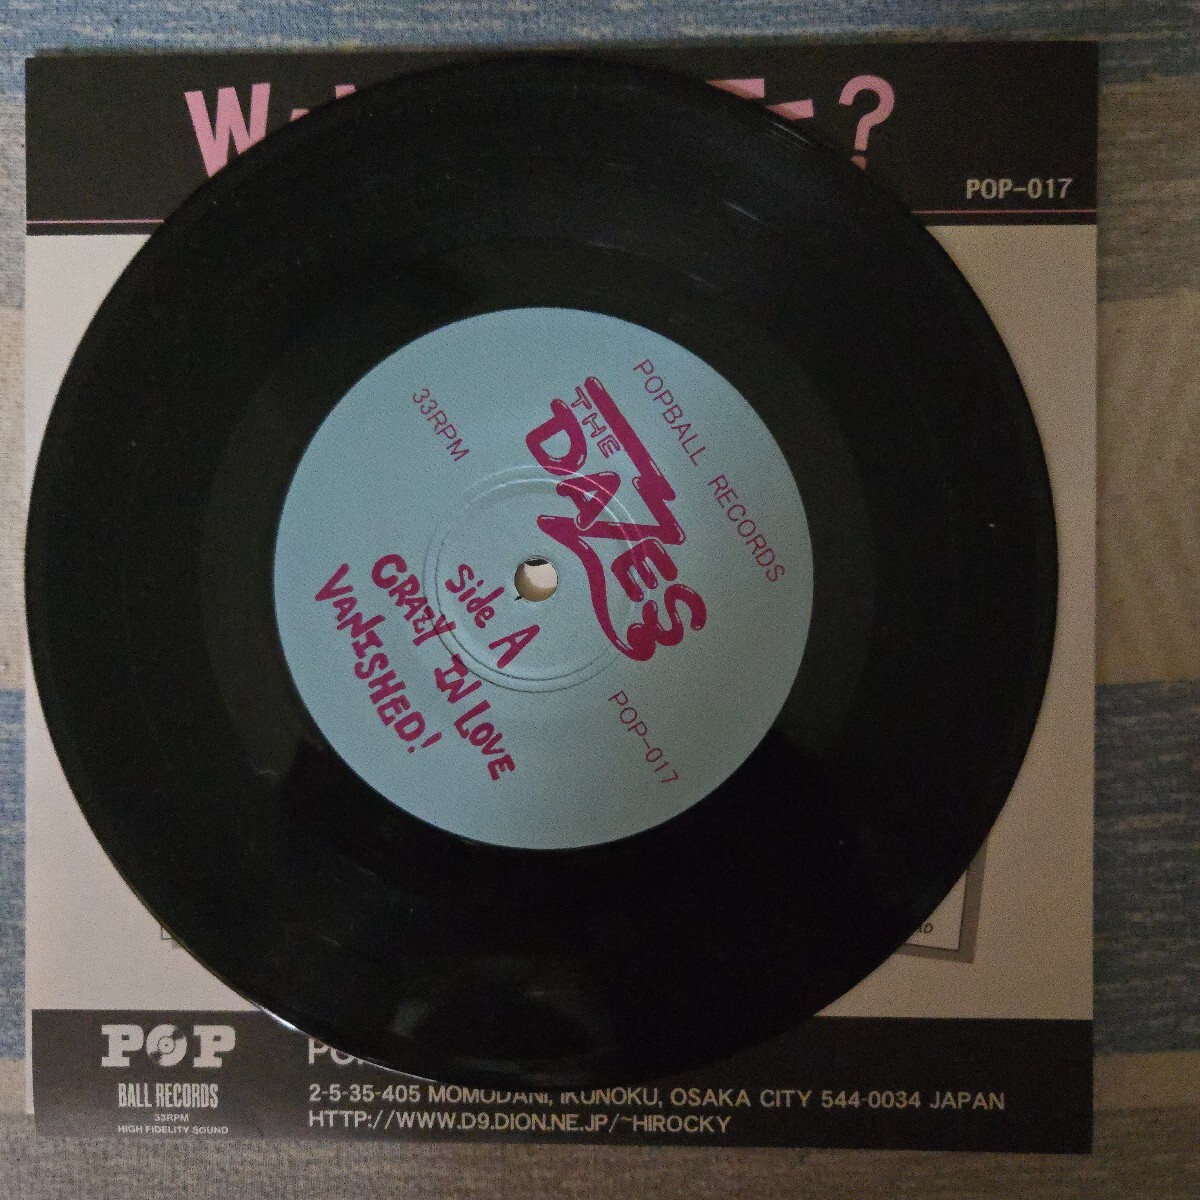 POP-017
POPBALL RECORDS
THE DAZES
33RPM
POP-017
Side A
CRAZY IN LOVE
VANISHED!
POP
BALL RECORDS
33RPM
HIGH FIDELITY SOUND
2-5-35-405 MOMODANI, IKUNOKU, OSAKA CITY 544-0034 JAPAN
HTTP://WWW.D9.DION.NE.JP/~HIROCKY